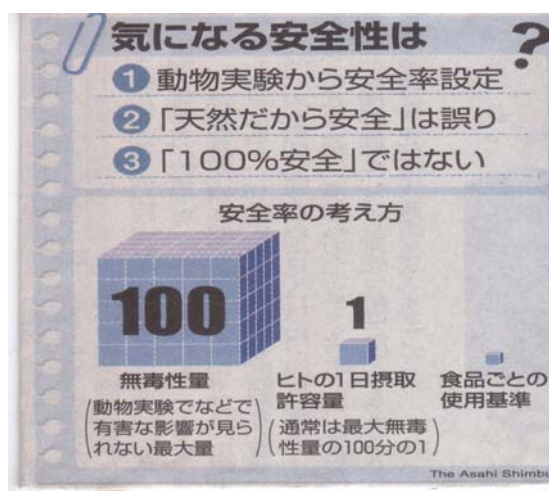 気になる安全性は?
1 動物実験から安全率設定
2 「天然だから安全」は誤り
3 「100%安全」ではない
安全率の考え方
100
1
無毒性量
(動物実験でなどで
有害な影響が見ら
れない最大量)
ヒトの1日摂取
許容量
(通常は最大無毒
性量の100分の1)
食品ごとの
使用基準
The Asahi Shimbu